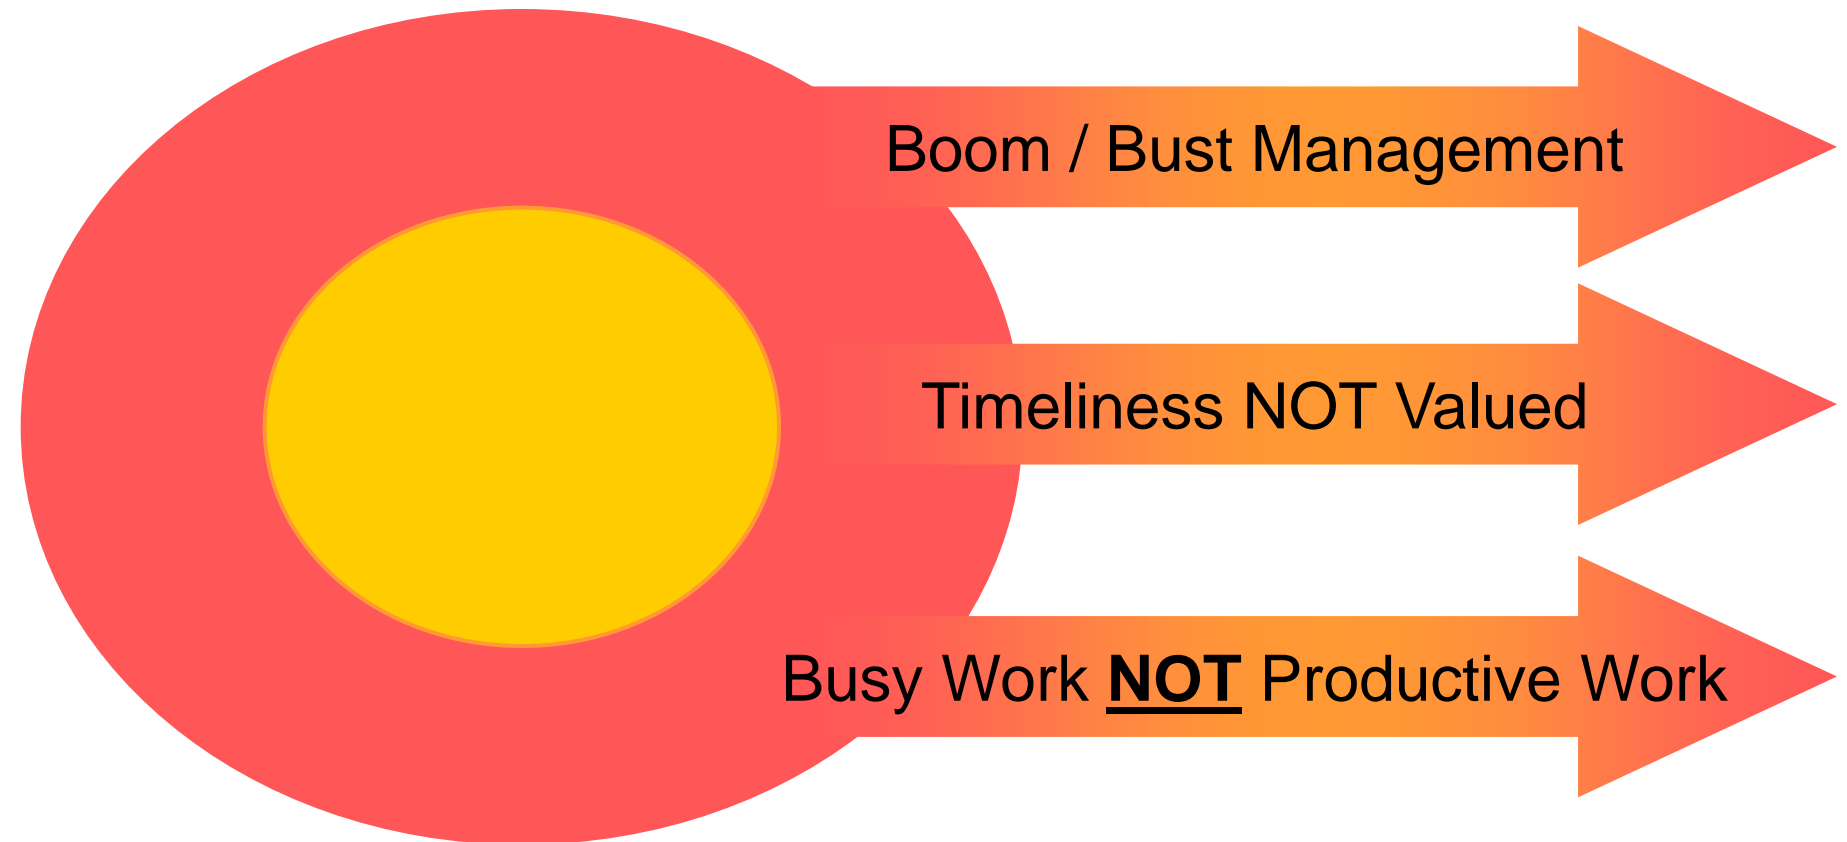 Boom / Bust Management
Timeliness NOT Valued
Busy Work NOT Productive Work